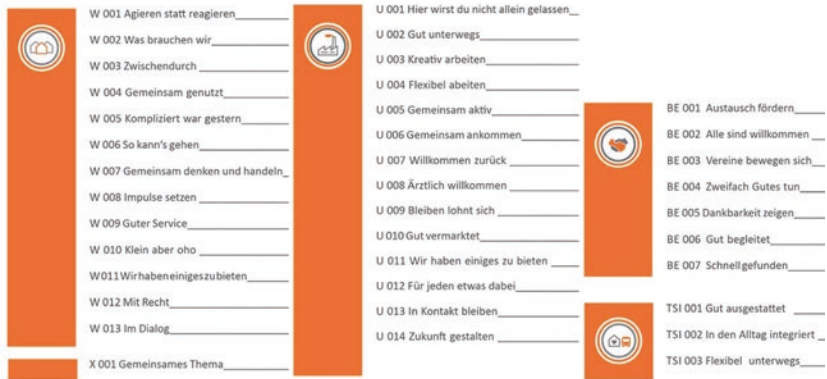 W 001 Agieren statt reagieren
W 002 Was brauchen wir
W 003 Zwischendurch
W 004 Gemeinsam genutzt
W 005 Kompliziert war gestern
W 006 So kann's gehen
W 007 Gemeinsam denken und handeln
W 008 Impulse setzen
W 009 Guter Service
W 010 Klein aber oho
W011Wirhabeneinigeszubieten
W 012 Mit Recht
W 013 Im Dialog
X 001 Gemeinsames Thema
U 001 Hier wirst du nicht allein gelassen
U 002 Gut unterwegs
U 003 Kreativ arbeiten
U 004 Flexibel abeiten
U 005 Gemeinsam aktiv
U 006 Gemeinsam ankommen
U 007 Willkommen zurück
U 008 Ärztlich willkommen
U 009 Bleiben lohnt sich
U 010 Gut vermarktet
U 011 Wir haben einiges zu bieten
U 012 Für jeden etwas dabei
U 013 In Kontakt bleiben
U 014 Zukunft gestalten
BE 001 Austausch fördern
BE 002 Alle sind willkommen
BE 003 Vereine bewegen sich
BE 004 Zweifach Gutes tun
BE 005 Dankbarkeit zeigen
BE 006 Gut begleitet
BE 007 Schnell gefunden
TSI 001 Gut ausgestattet
TSI 002 In den Alltag integriert
TSI 003 Flexibel unterwegs